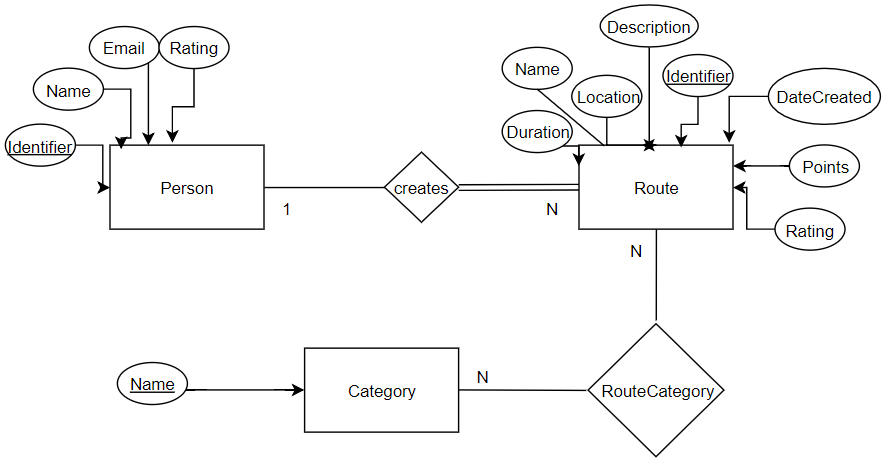 Description
Email
Rating
Name
Identifier
Name
Location
DateCreated
Duration
Identifier
Points
Person
creates
Route
1
N
Rating
N
N
Name
Category
RouteCategory